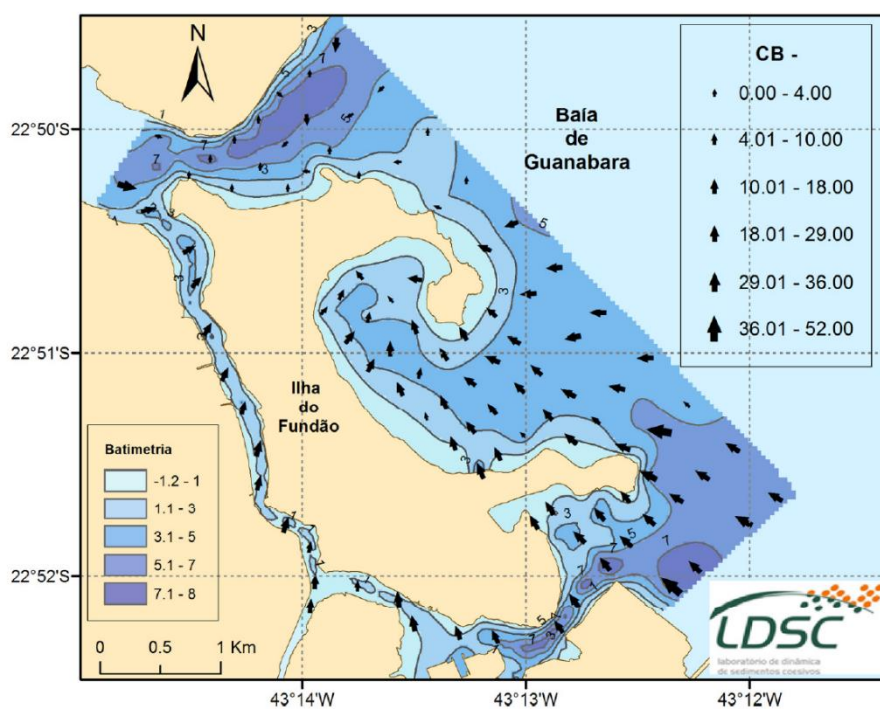 N
CB -
0.00 - 4.00
4.01 - 10.00
10.01 - 18.00
18.01 - 29.00
29.01 - 36.00
36.01 - 52.00
Baía
de
Guanabara
22°50'S
22°51'S
22°52'S
Ilha
do
Fundão
Batimetria
-1.2 - 1
1.1 - 3
3.1 - 5
5.1 - 7
7.1 - 8
0 0.5 1 Km
LDSC
laboratório de dinâmica
de sedimentos coesivos
43°14'W 43°13'W 43°12'W